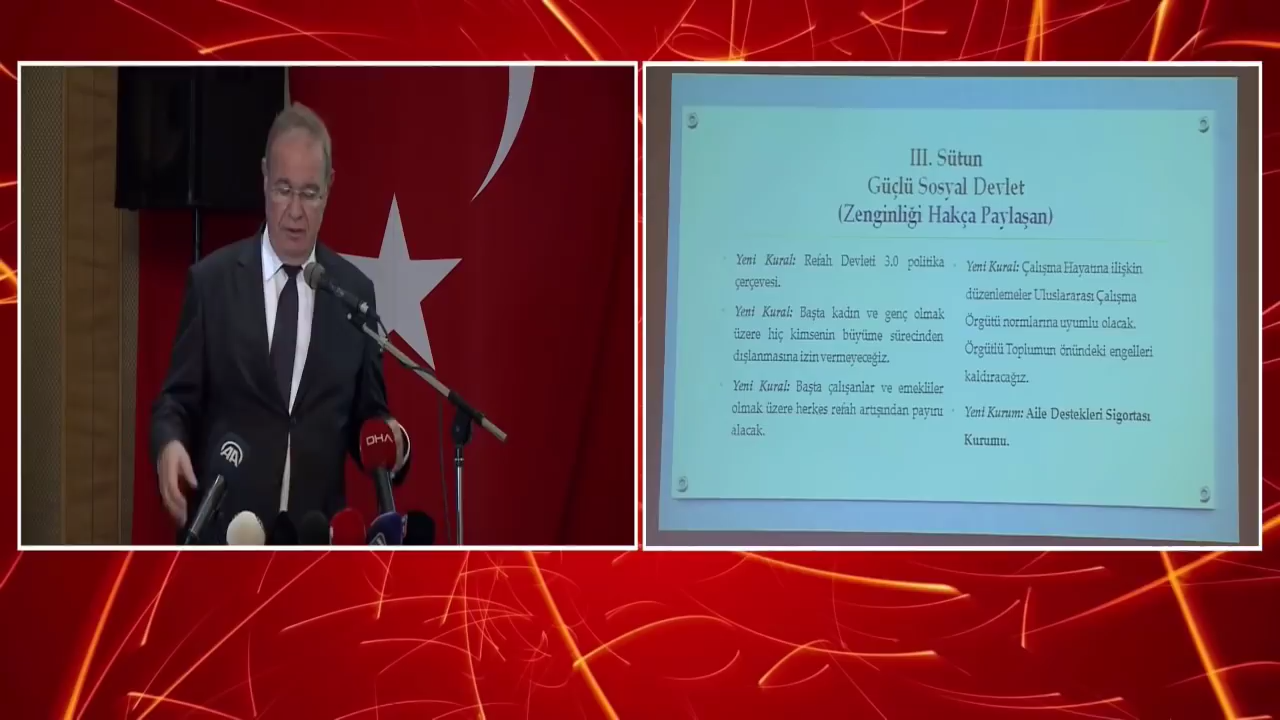 AA
DHA
III. Sütun
Güçlü Sosyal Devlet
(Zenginliği Hakça Paylaşan)
Yeni Kural: Refah Devleti 3.0 politika
çerçevesi.
Yeni Kural: Başta kadın ve genç olmak
üzere hiç kimsenin büyüme sürecinden
dışlanmasına izin vermeyeceğiz.
Yeni Kural: Başta çalışanlar ve emekliler
olmak üzere herkes refah artışından payını
alacak.
Yeni Kural: Çalışma Hayatına ilişkin
düzenlemeler Uluslararası Çalışma
Örgütü normlarına uyumlu olacak.
Örgütlü Toplumun önündeki engelleri
kaldıracağız.
Yeni Kurum: Aile Destekleri Sigortası
Kurumu.